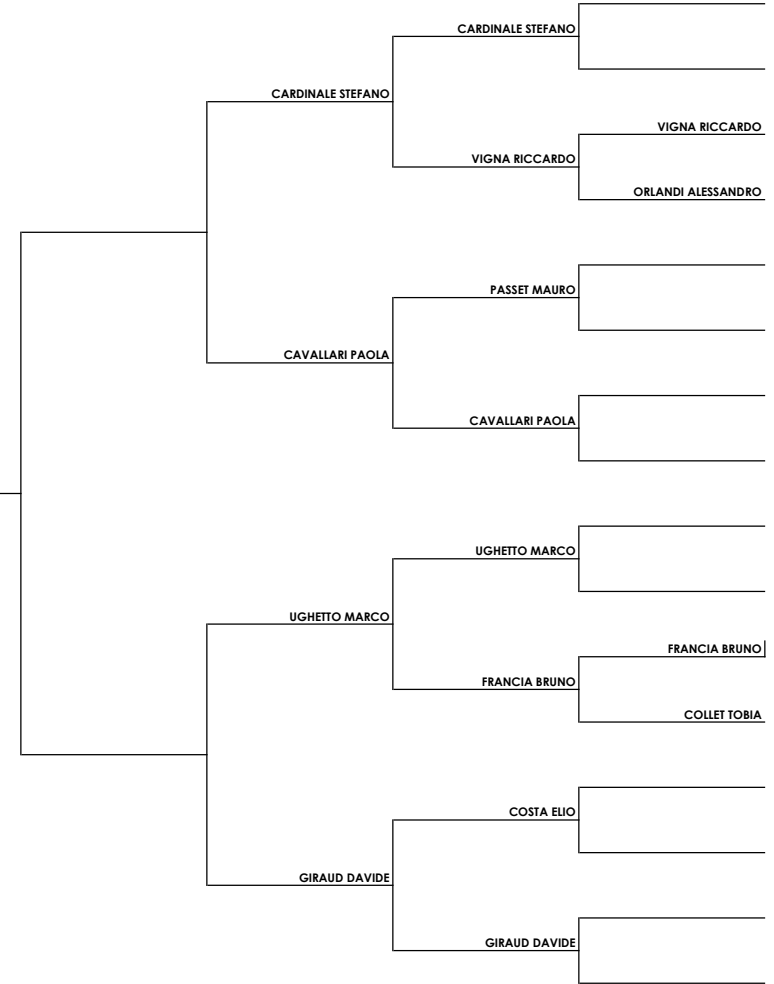 CARDINALE STEFANO
CARDINALE STEFANO
VIGNA RICCARDO
VIGNA RICCARDO
ORLANDI ALESSANDRO
PASSET MAURO
CAVALLARI PAOLA
CAVALLARI PAOLA
UGHETTO MARCO
UGHETTO MARCO
FRANCIA BRUNO
FRANCIA BRUNO
COLLET TOBIA
COSTA ELIO
GIRAUD DAVIDE
GIRAUD DAVIDE